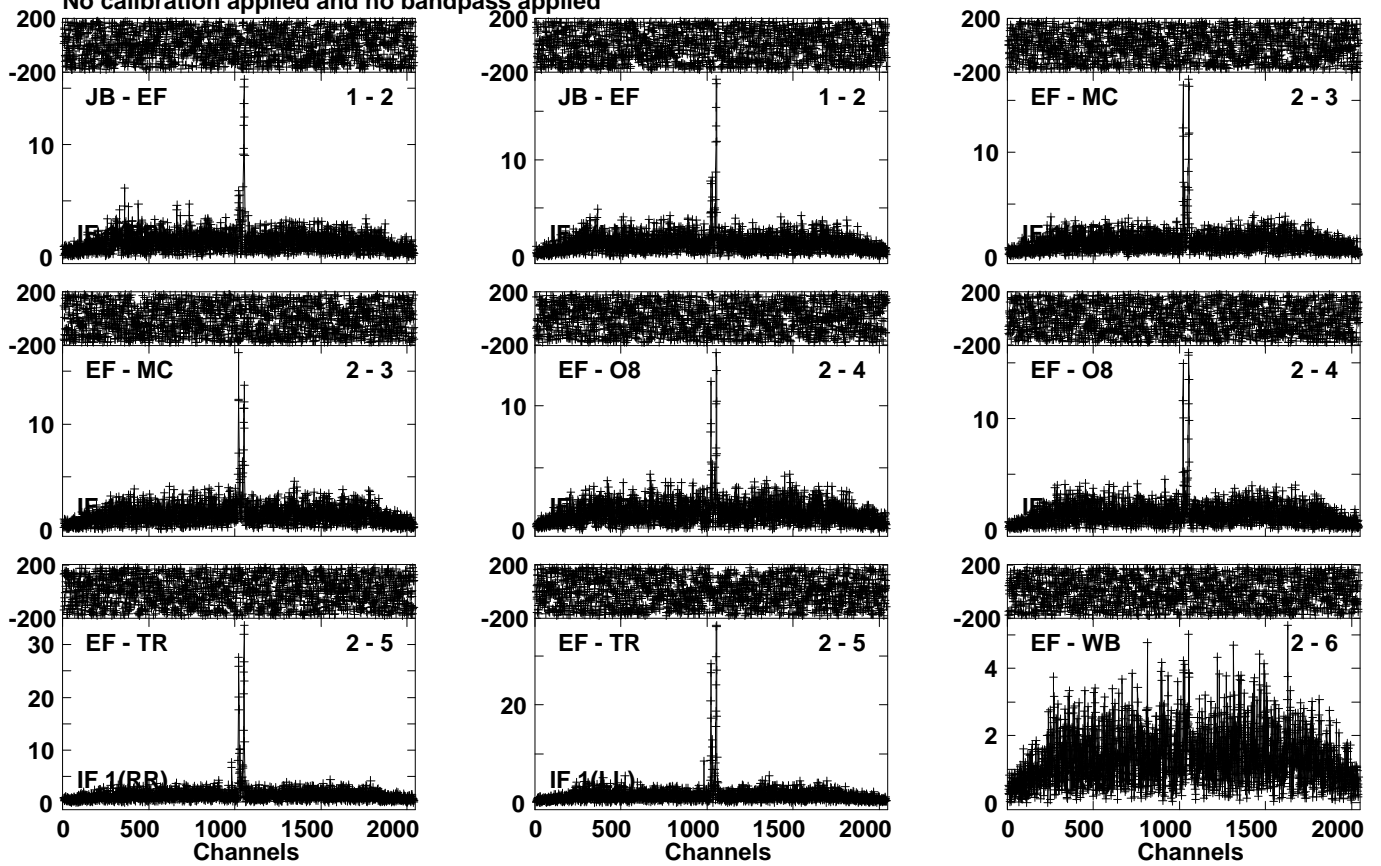 No calibration applied and no bandpass applied
200 200 200
-200 -200 -200
JB - EF 1 - 2 JB - EF 1 - 2 EF - MC 2 - 3
10 10 10
IF IF IF
0 0 0
200 200 200
-200 -200 -200
EF - MC 2 - 3 EF - O8 2 - 4 EF - O8 2 - 4
10 10 10
IF IF
0 0 0
200 200 200
-200 -200 -200
EF - TR 2 - 5 EF - TR 2 - 5 EF - WB 2 - 6
30
20 20 4
10 2
IF 1(RR) IF 1(LL)
0 0 0
0 500 1000 1500 2000 0 500 1000 1500 2000 0 500 1000 1500 2000
Channels Channels Channels